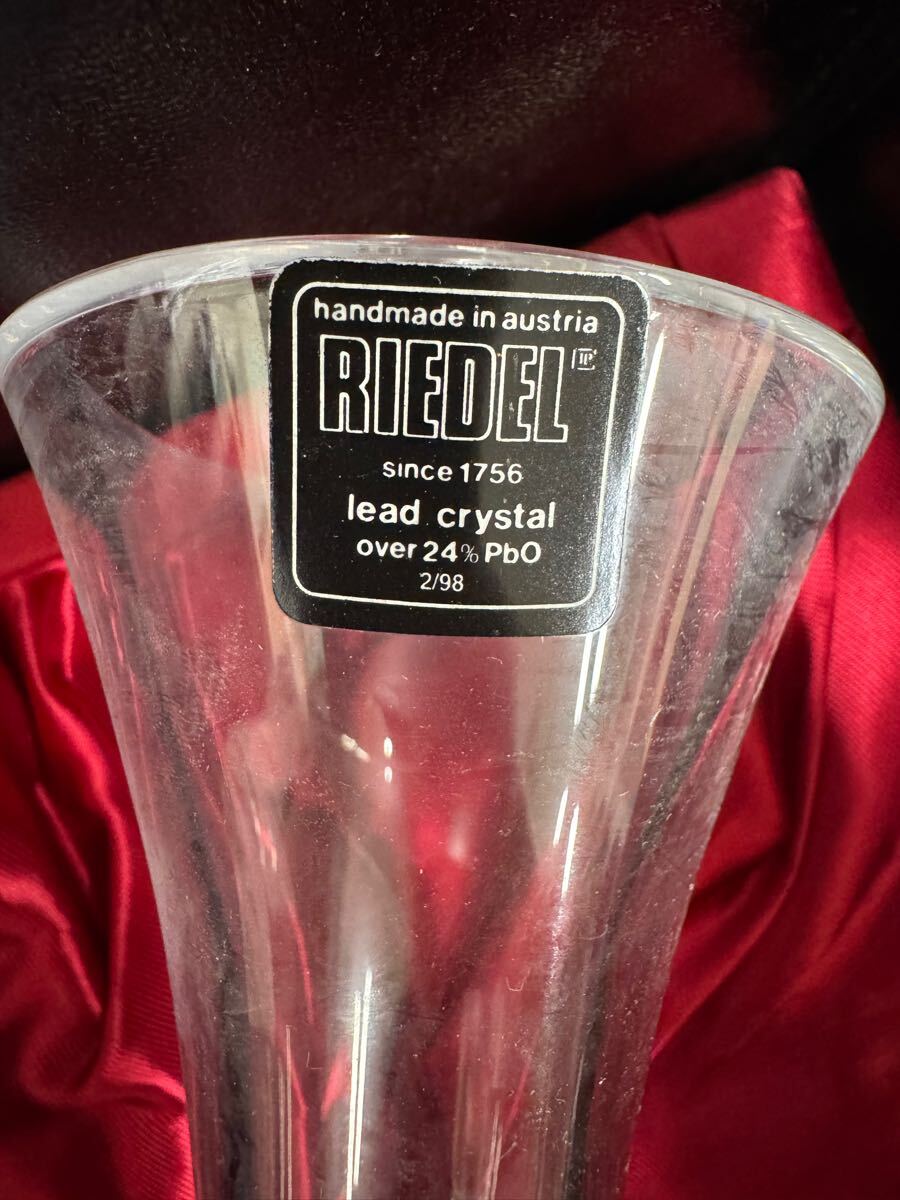 handmade in austria
RIEDEL
since 1756
lead crystal
over 24% PbO
2/98